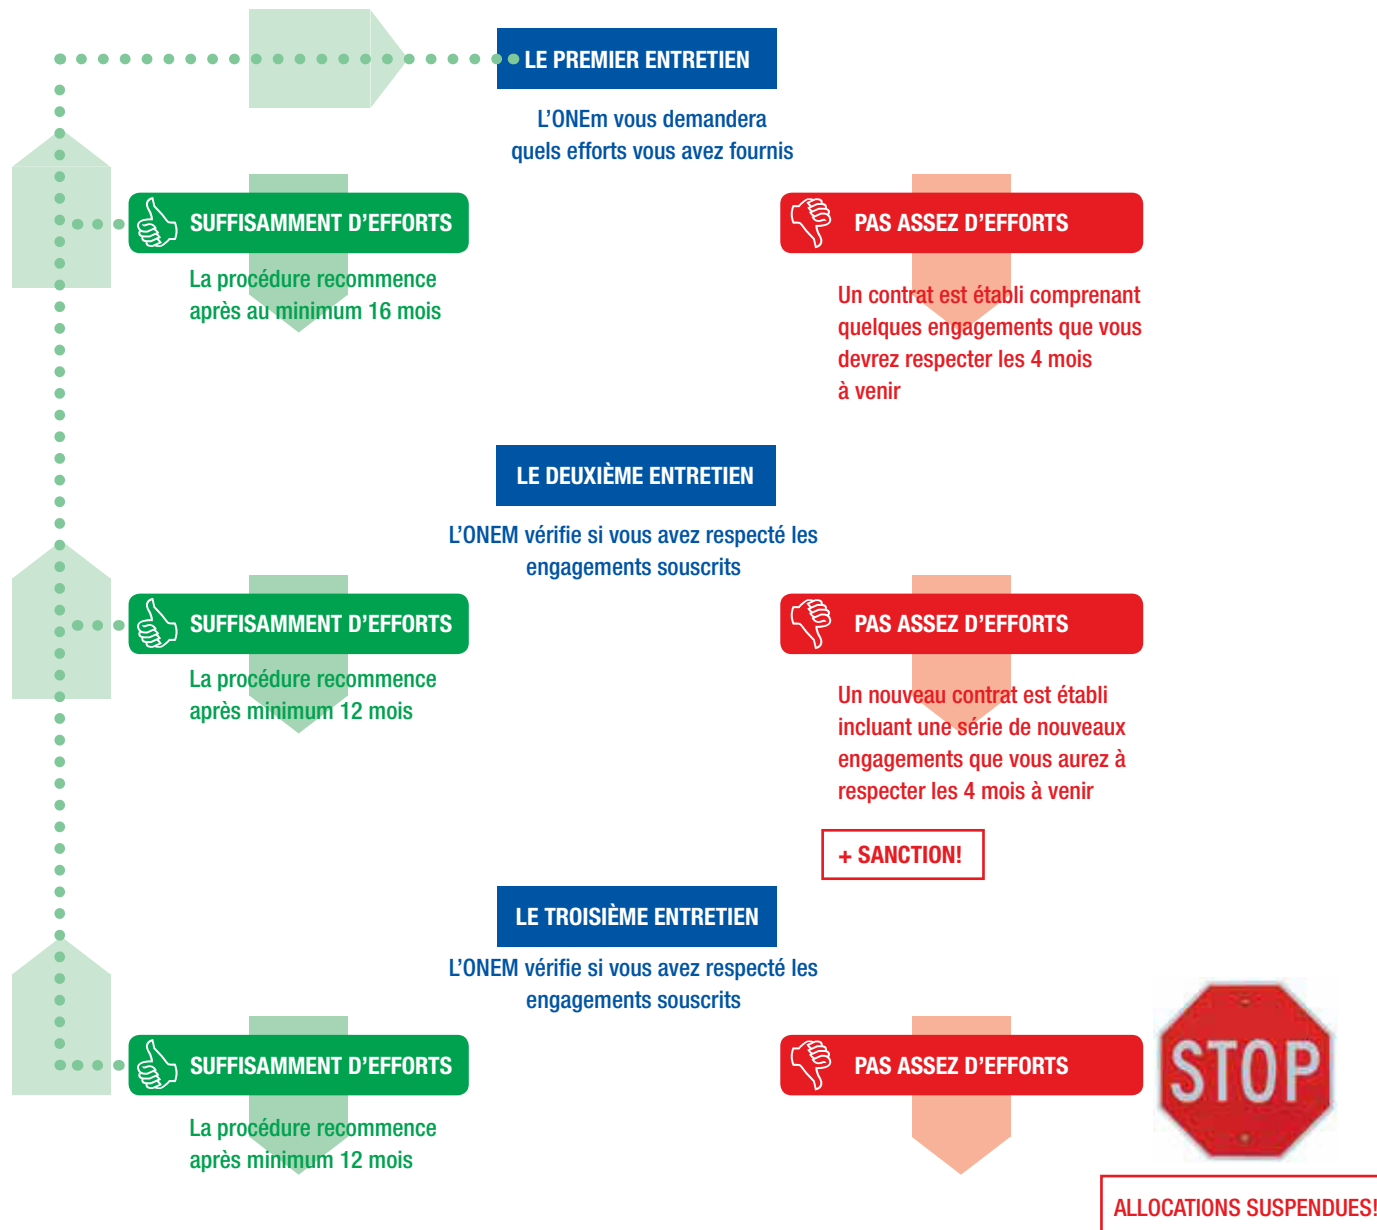 LE PREMIER ENTRETIEN
L'ONEm vous demandera
quels efforts vous avez fournis
SUFFISAMMENT D'EFFORTS
La procédure recommence
après au minimum 16 mois
PAS ASSEZ D'EFFORTS
Un contrat est établi comprenant
quelques engagements que vous
devrez respecter les 4 mois
à venir
LE DEUXIÈME ENTRETIEN
L'ONEM vérifie si vous avez respecté les
engagements souscrits
SUFFISAMMENT D'EFFORTS
La procédure recommence
après minimum 12 mois
PAS ASSEZ D'EFFORTS
Un nouveau contrat est établi
incluant une série de nouveaux
engagements que vous aurez à
respecter les 4 mois à venir
+ SANCTION!
LE TROISIÈME ENTRETIEN
L'ONEM vérifie si vous avez respecté les
engagements souscrits
SUFFISAMMENT D'EFFORTS
La procédure recommence
après minimum 12 mois
PAS ASSEZ D'EFFORTS
STOP
ALLOCATIONS SUSPENDUES!